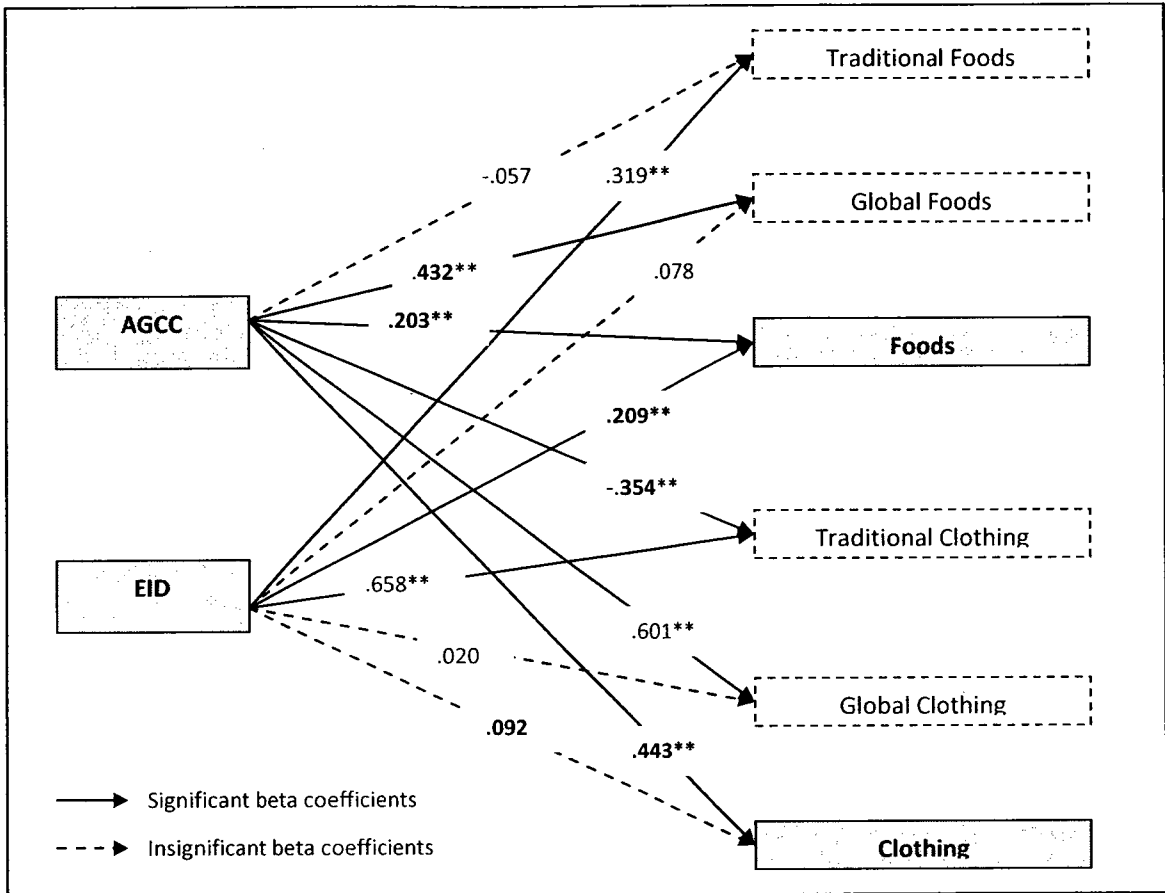 Traditional Foods
-.057
.319**
Global Foods
.432**
.078
AGCC
.203**
Foods
.209**
-.354**
Traditional Clothing
EID
.658**
.601**
.020
Global Clothing
.092
.443**
Significant beta coefficients
Insignificant beta coefficients
Clothing